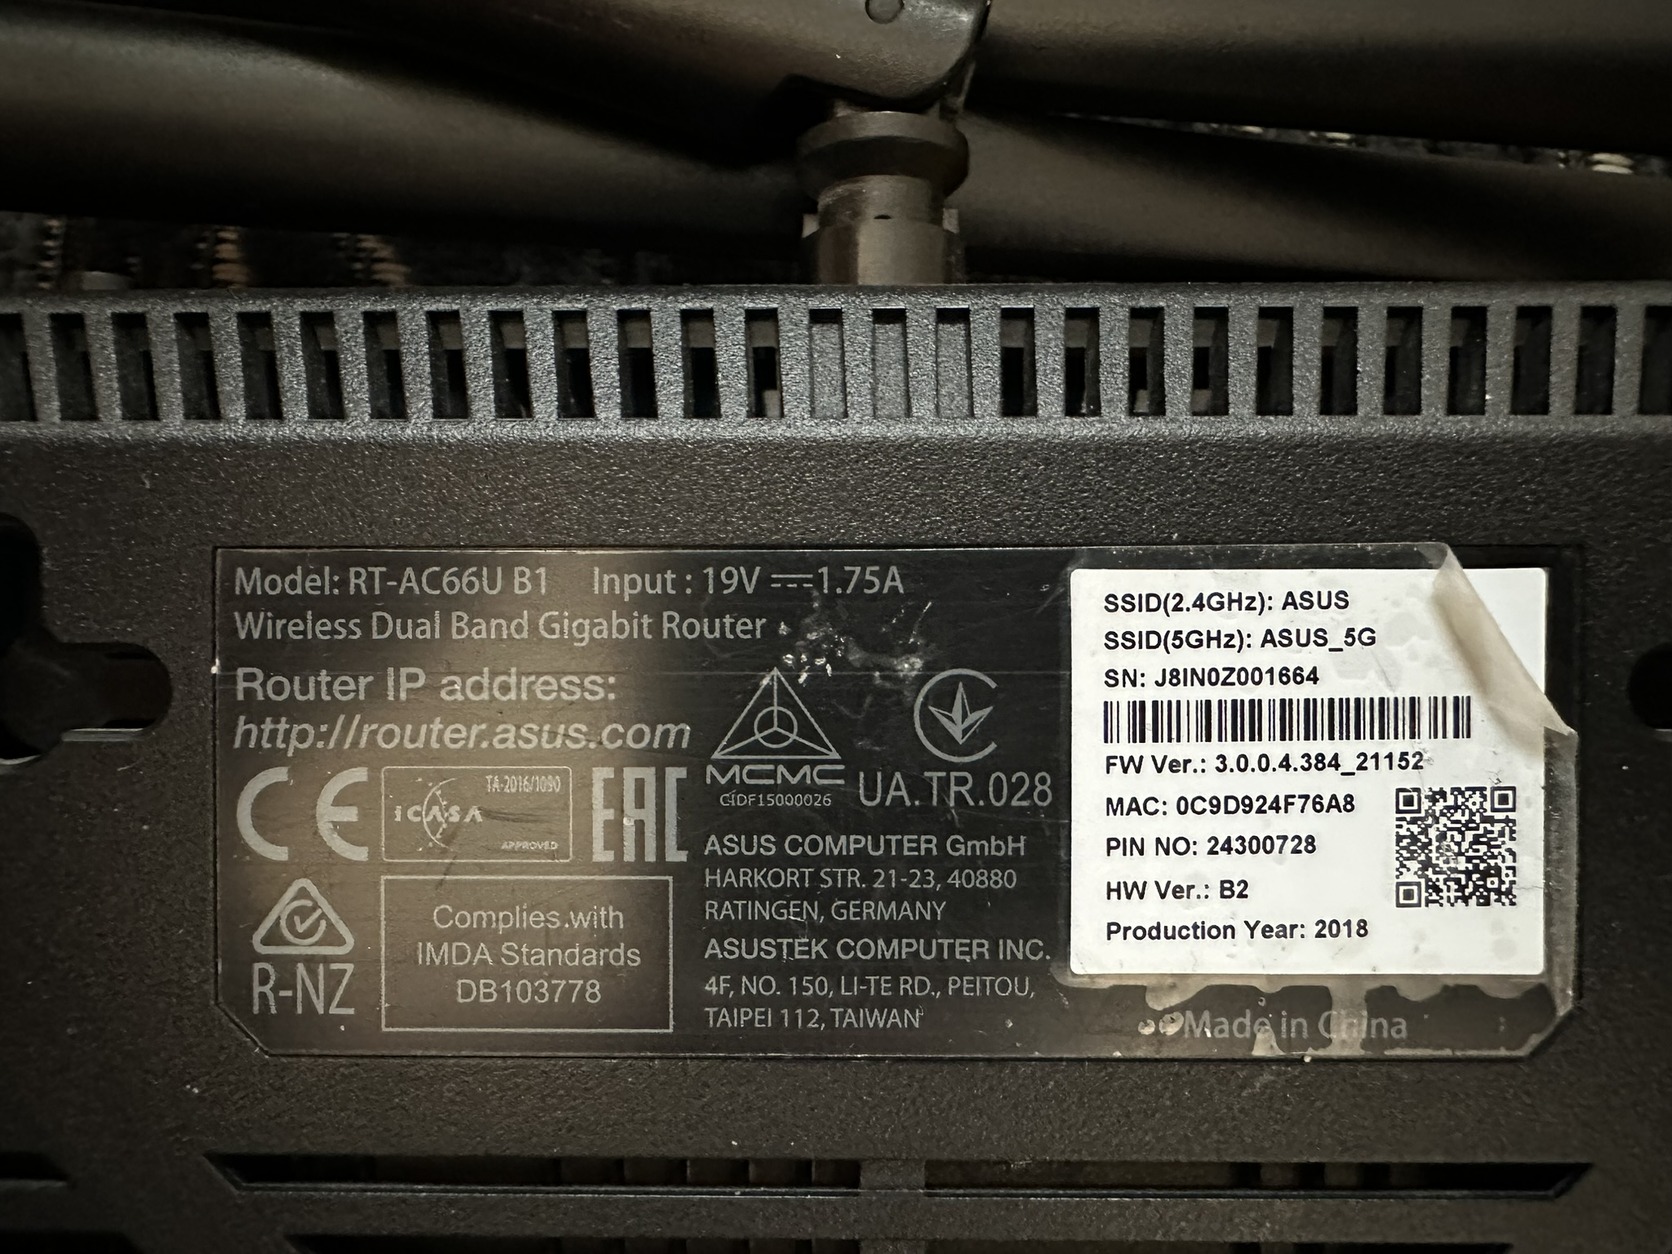 Model: RT-AC66U B1 Input : 19V ⎓1.75A
Wireless Dual Band Gigabit Router
Router IP address:
http://router.asus.com
CE
iCASA
TA-2016/1090
APPROVED
EAC
MCMC
CIDF15000026
UA.TR.028
R-NZ
Complies with
IMDA Standards
DB103778
ASUS COMPUTER GmbH
HARKORT STR. 21-23, 40880
RATINGEN, GERMANY
ASUSTEK COMPUTER INC.
4F, NO. 150, LI-TE RD., PEITOU,
TAIPEI 112, TAIWAN
SSID(2.4GHz): ASUS
SSID(5GHz): ASUS_5G
SN: J8IN0Z001664
FW Ver.: 3.0.0.4.384_21152
MAC: 0C9D924F76A8
PIN NO: 24300728
HW Ver.: B2
Production Year: 2018
Made in China